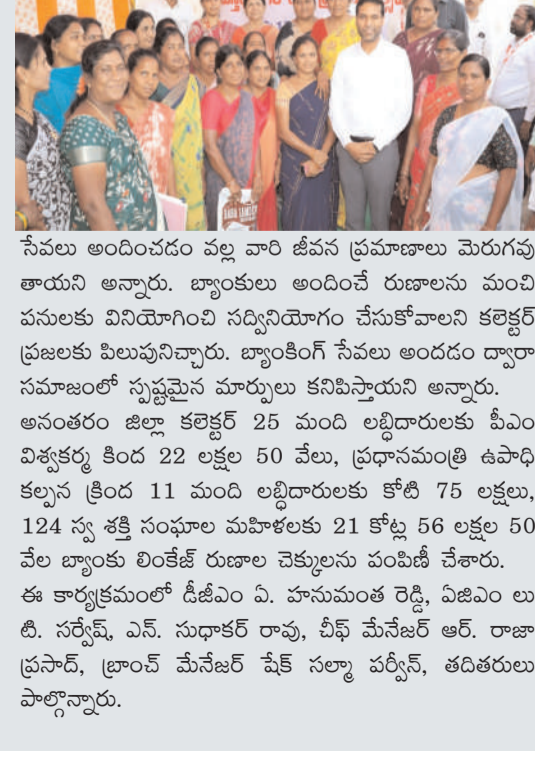 సేవలు అందించడం వల్ల వారి జీవన ప్రమాణాలు మెరుగవు
తాయని అన్నారు. బ్యాంకులు అందించే రుణాలను మంచి
పనులకు వినియోగించి సద్వినియోగం చేసుకోవాలని కలెక్టర్
ప్రజలకు పిలుపునిచ్చారు. బ్యాంకింగ్ సేవలు అందడం ద్వారా
సమాజంలో స్పష్టమైన మార్పులు కనిపిస్తాయని అన్నారు.
అనంతరం జిల్లా కలెక్టర్ 25 మంది లబ్ధిదారులకు పీఎం
విశ్వకర్మ కింద 22 లక్షల 50 వేలు, ప్రధానమంత్రి ఉపాధి
కల్పన క్రింద 11 మంది లబ్ధిదారులకు కోటి 75 లక్షలు,
124 స్వ శక్తి సంఘాల మహిళలకు 21 కోట్ల 56 లక్షల 50
వేల బ్యాంకు లింకేజ్ రుణాల చెక్కులను పంపిణీ చేశారు.
ఈ కార్యక్రమంలో డీజీఎం ఏ. హనుమంత రెడ్డి, ఏజిఎం లు
టి. సర్వేష్, ఎన్. సుధాకర్ రావు, చీఫ్ మేనేజర్ ఆర్. రాజా
ప్రసాద్, బ్రాంచ్ మేనేజర్ షేక్ సల్మా పర్వీన్, తదితరులు
పాల్గొన్నారు.